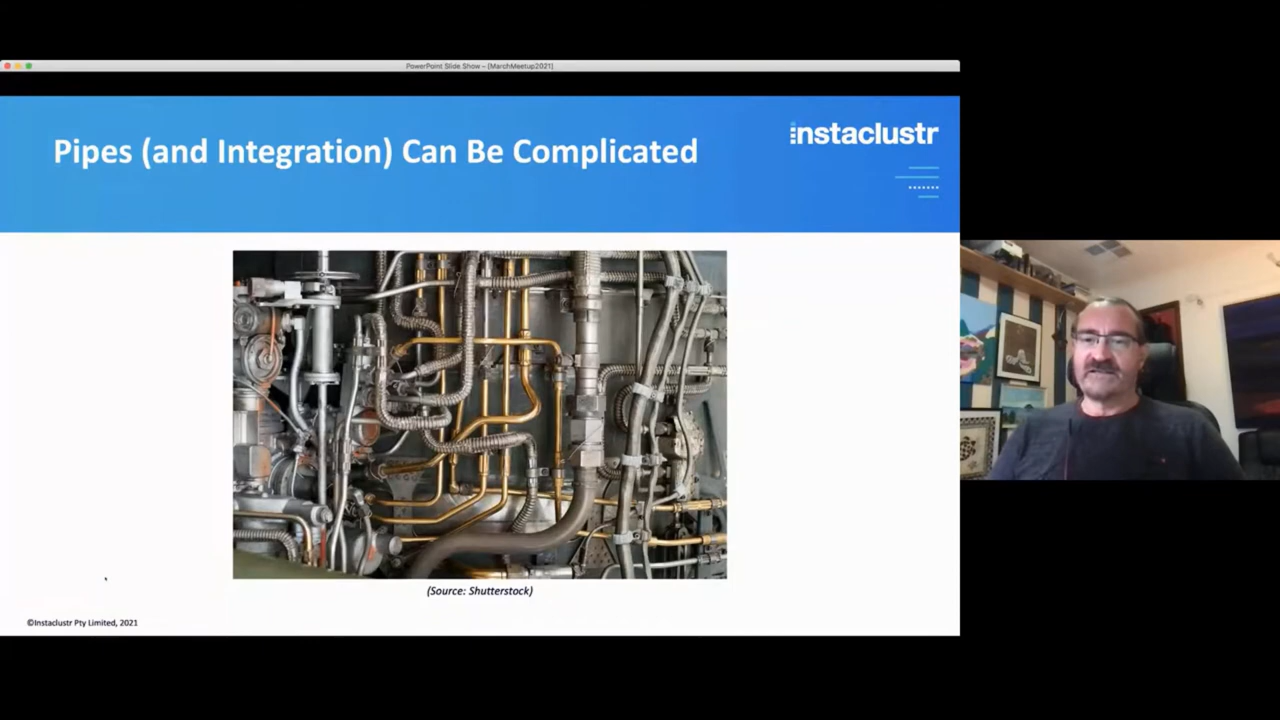 PowerPoint Slide Show – [MarchMeetup2021]
Pipes (and Integration) Can Be Complicated
instaclustr
(Source: Shutterstock)
©Instaclustr Pty Limited, 2021